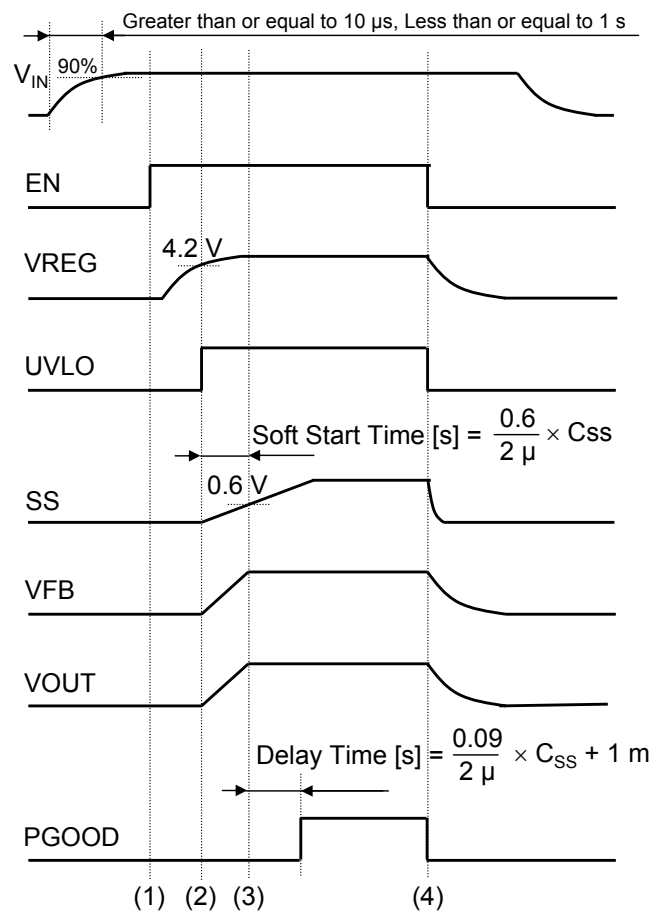 Greater than or equal to 10 µs, Less than or equal to 1 s
V_IN
90%
EN
VREG
4.2 V
UVLO
Soft Start Time [s] = 0.6 / 2 µ × Css
SS
0.6 V
VFB
VOUT
Delay Time [s] = 0.09 / 2 µ × C_SS + 1 m
PGOOD
(1) (2) (3) (4)